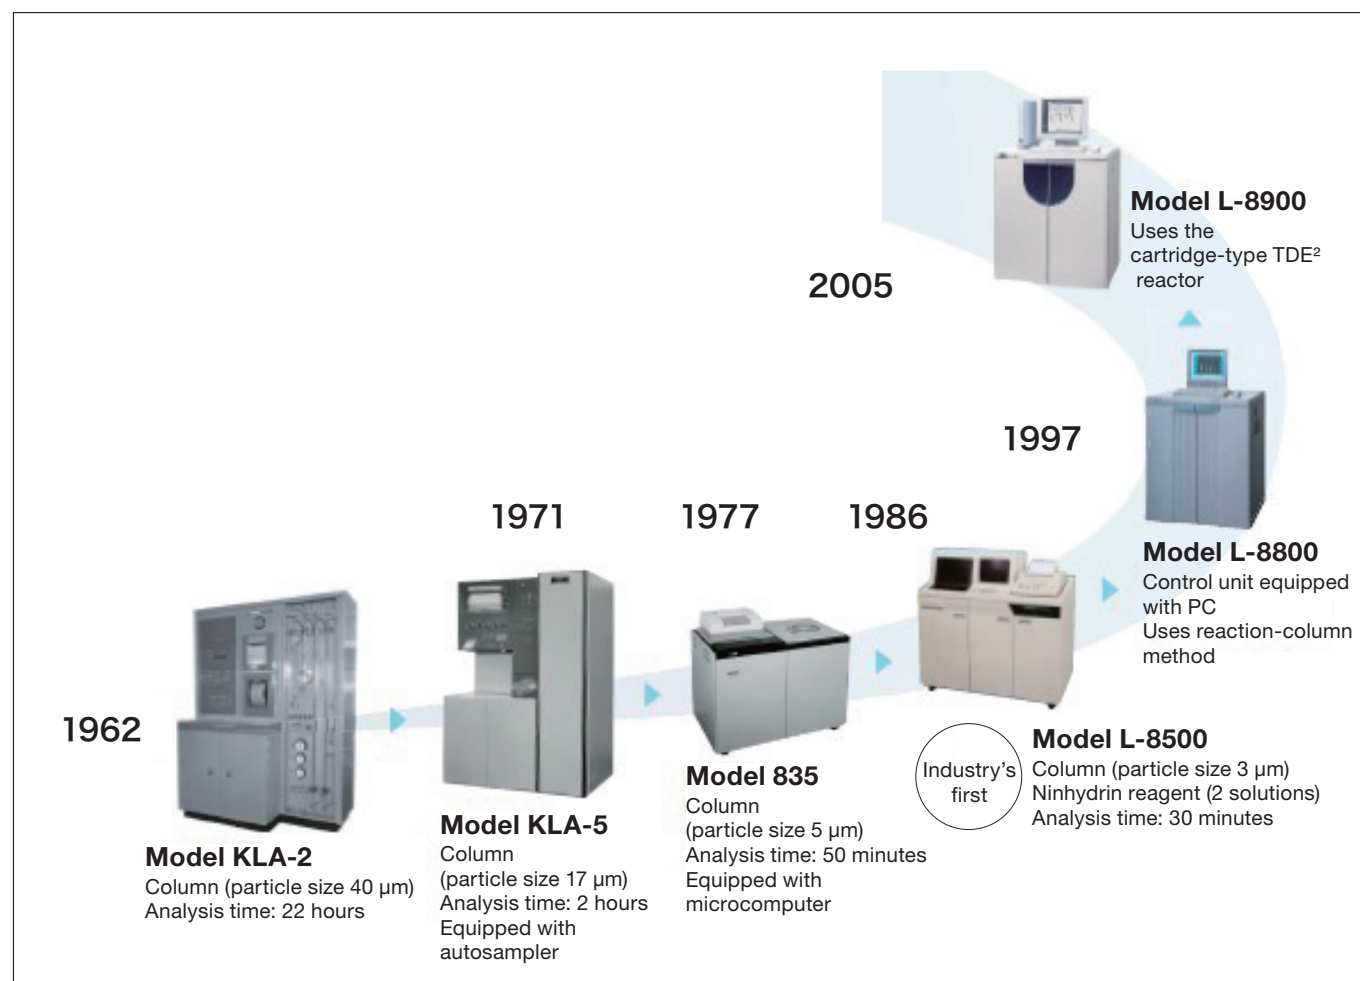 1962
Model KLA-2
Column (particle size 40 µm)
Analysis time: 22 hours
1971
Model KLA-5
Column
(particle size 17 µm)
Analysis time: 2 hours
Equipped with
autosampler
1977
Model 835
Column
(particle size 5 µm)
Analysis time: 50 minutes
Equipped with
microcomputer
1986
Industry's
first
Model L-8500
Column (particle size 3 µm)
Ninhydrin reagent (2 solutions)
Analysis time: 30 minutes
1997
Model L-8800
Control unit equipped
with PC
Uses reaction-column
method
2005
Model L-8900
Uses the
cartridge-type TDE²
reactor